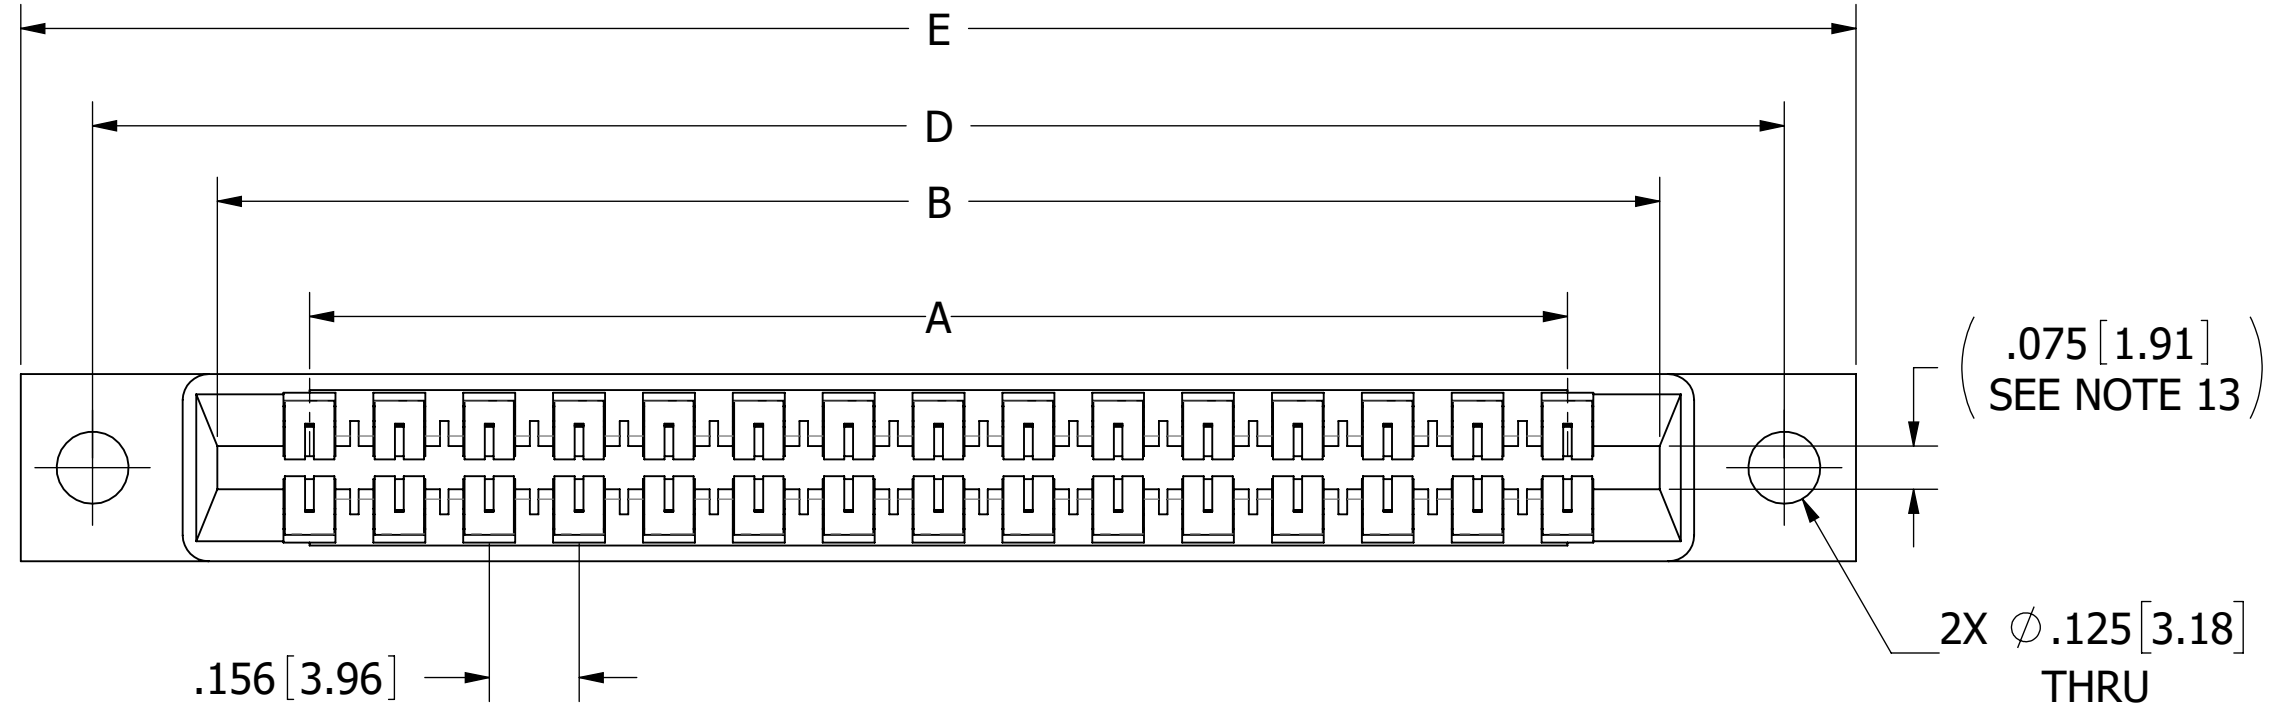 E
D
B
A
(.075[1.91]
SEE NOTE 13)
2X ⌀.125[3.18]
THRU
.156[3.96]